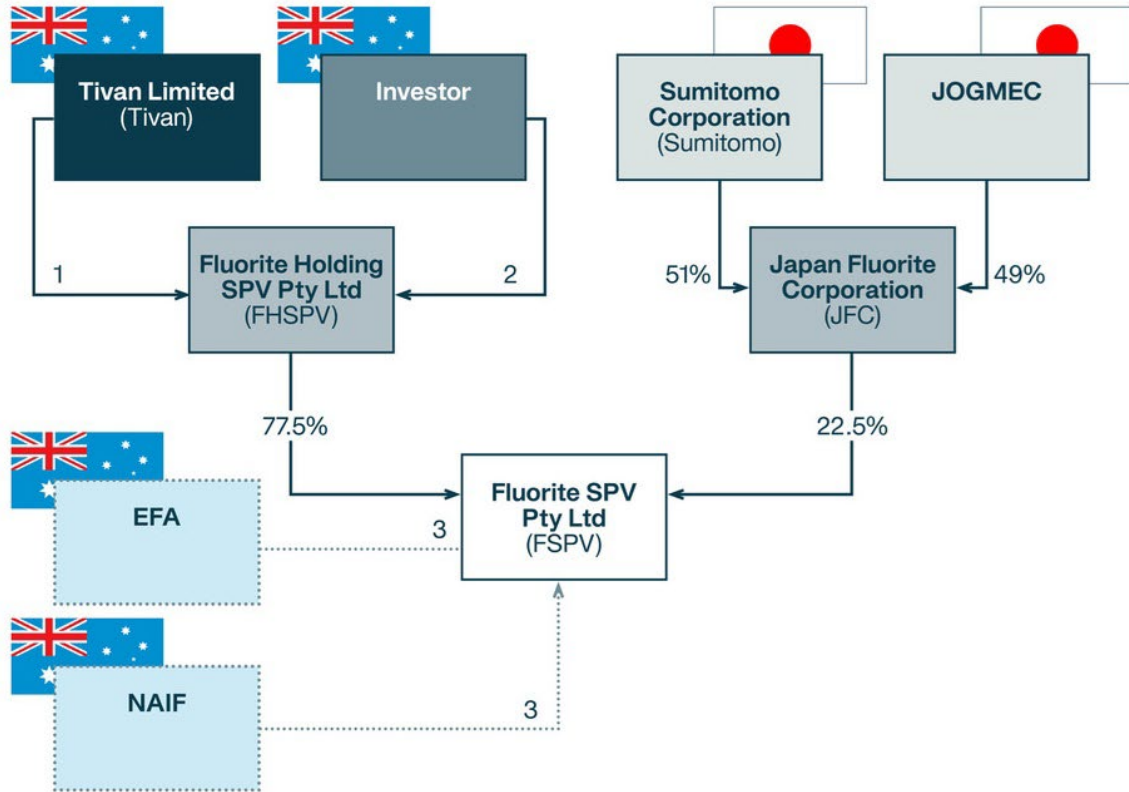 Tivan Limited
(Tivan)
Investor
Sumitomo
Corporation
(Sumitomo)
JOGMEC
1
Fluorite Holding
SPV Pty Ltd
(FHSPV)
2
51%
Japan Fluorite
Corporation
(JFC)
49%
77.5%
22.5%
EFA
3
Fluorite SPV
Pty Ltd
(FSPV)
NAIF
3